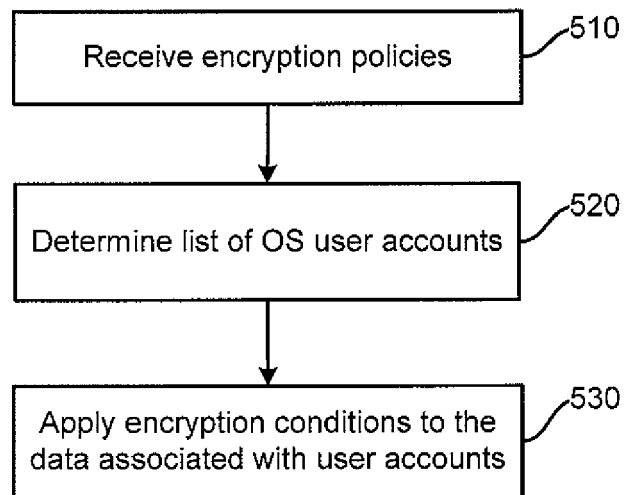 510
Receive encryption policies
520
Determine list of OS user accounts
530
Apply encryption conditions to the
data associated with user accounts